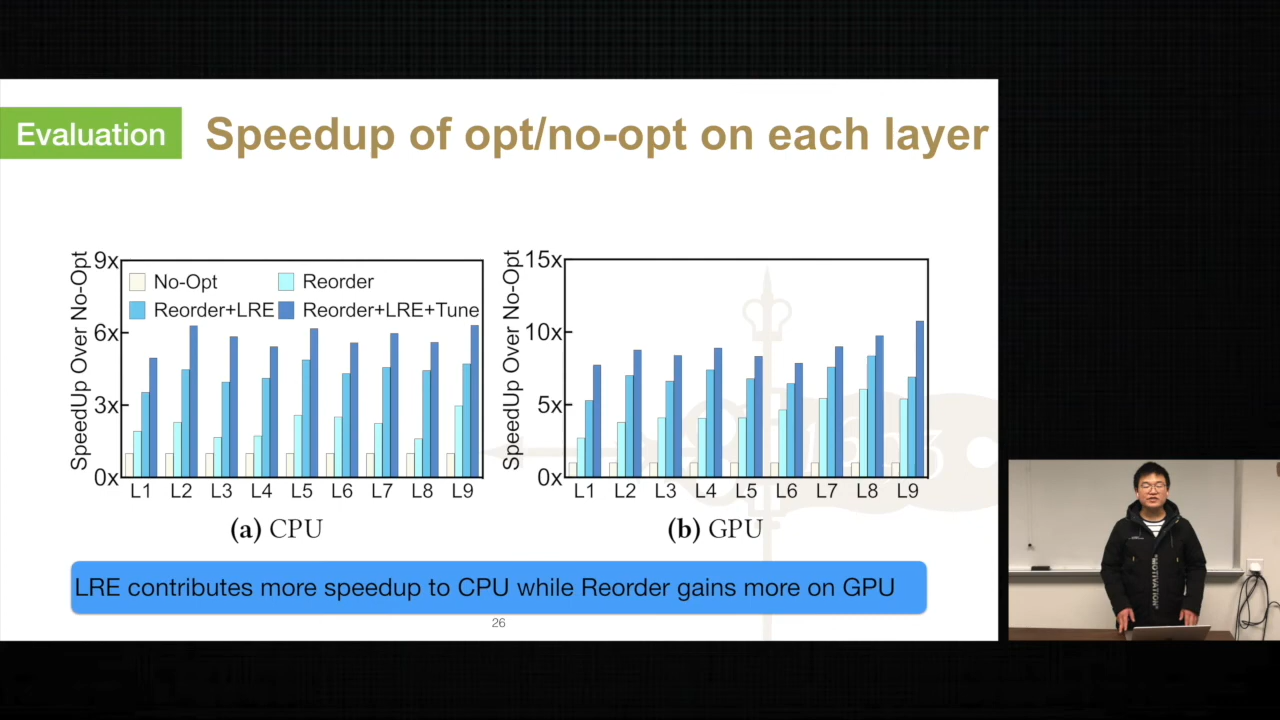 Evaluation
Speedup of opt/no-opt on each layer
SpeedUp Over No-Opt
9x
6x
3x
0x
No-Opt
Reorder
Reorder+LRE
Reorder+LRE+Tune
L1 L2 L3 L4 L5 L6 L7 L8 L9
(a) CPU
SpeedUp Over No-Opt
15x
10x
5x
0x
L1 L2 L3 L4 L5 L6 L7 L8 L9
(b) GPU
LRE contributes more speedup to CPU while Reorder gains more on GPU
26
"MOTIVATION"